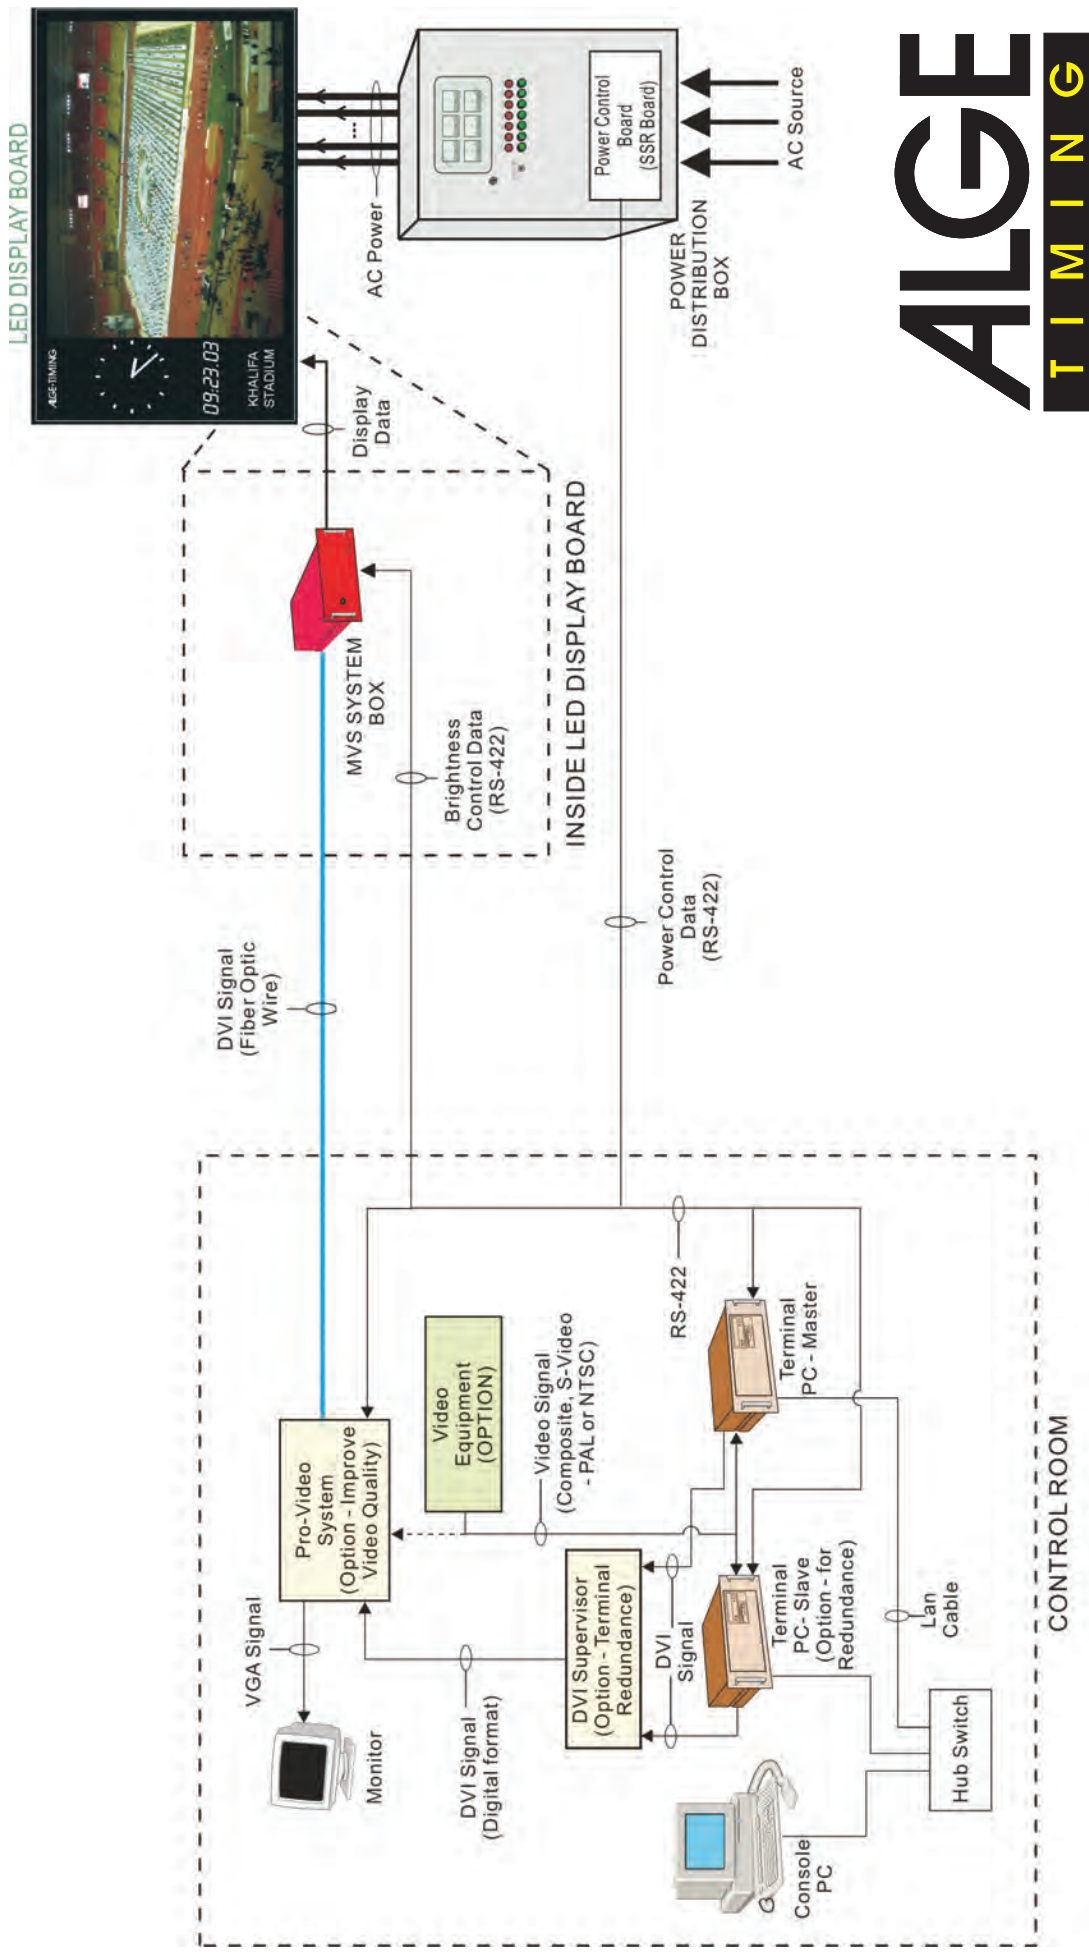 LED DISPLAY BOARD
ALGE-TIMING
09:23.03
KHALIFA
STADIUM
Display
Data
AC Power
Power Control
Board
(SSR Board)
AC Source
POWER
DISTRIBUTION
BOX
MVS SYSTEM
BOX
Brightness
Control Data
(RS-422)
INSIDE LED DISPLAY BOARD
DVI Signal
(Fiber Optic
Wire)
Power Control
Data
(RS-422)
VGA Signal
Monitor
Pro-Video
System
(Option - Improve
Video Quality)
Video
Equipment
(OPTION)
Video Signal
(Composite, S-Video
- PAL or NTSC)
RS-422
DVI Signal
(Digital format)
DVI Supervisor
(Option - Terminal
Redundance)
DVI
Signal
Terminal
PC - Master
Terminal
PC- Slave
(Option - for
Redundance)
Lan
Cable
Console
PC
Hub Switch
CONTROL ROOM
ALGE
TIMING